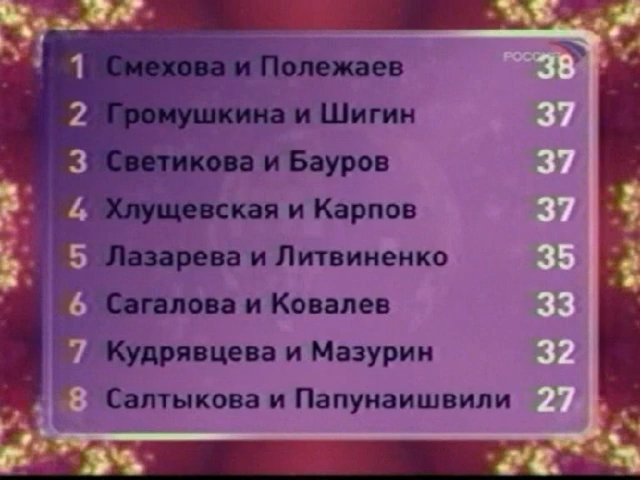 РОССИЯ
1 Смехова и Полежаев 38
2 Громушкина и Шигин 37
3 Светикова и Бауров 37
4 Хлущевская и Карпов 37
5 Лазарева и Литвиненко 35
6 Сагалова и Ковалев 33
7 Кудрявцева и Мазурин 32
8 Салтыкова и Папунаишвили 27